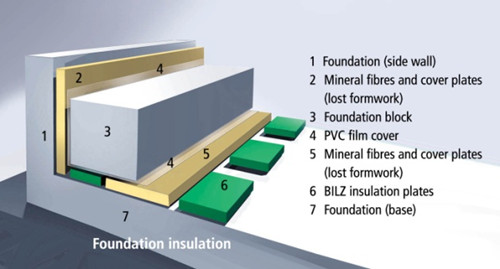 1 Foundation (side wall)
2 Mineral fibres and cover plates
(lost formwork)
3 Foundation block
4 PVC film cover
5 Mineral fibres and cover plates
(lost formwork)
6 BILZ insulation plates
7 Foundation (base)
2
4
1
3
4
5
6
7
Foundation insulation